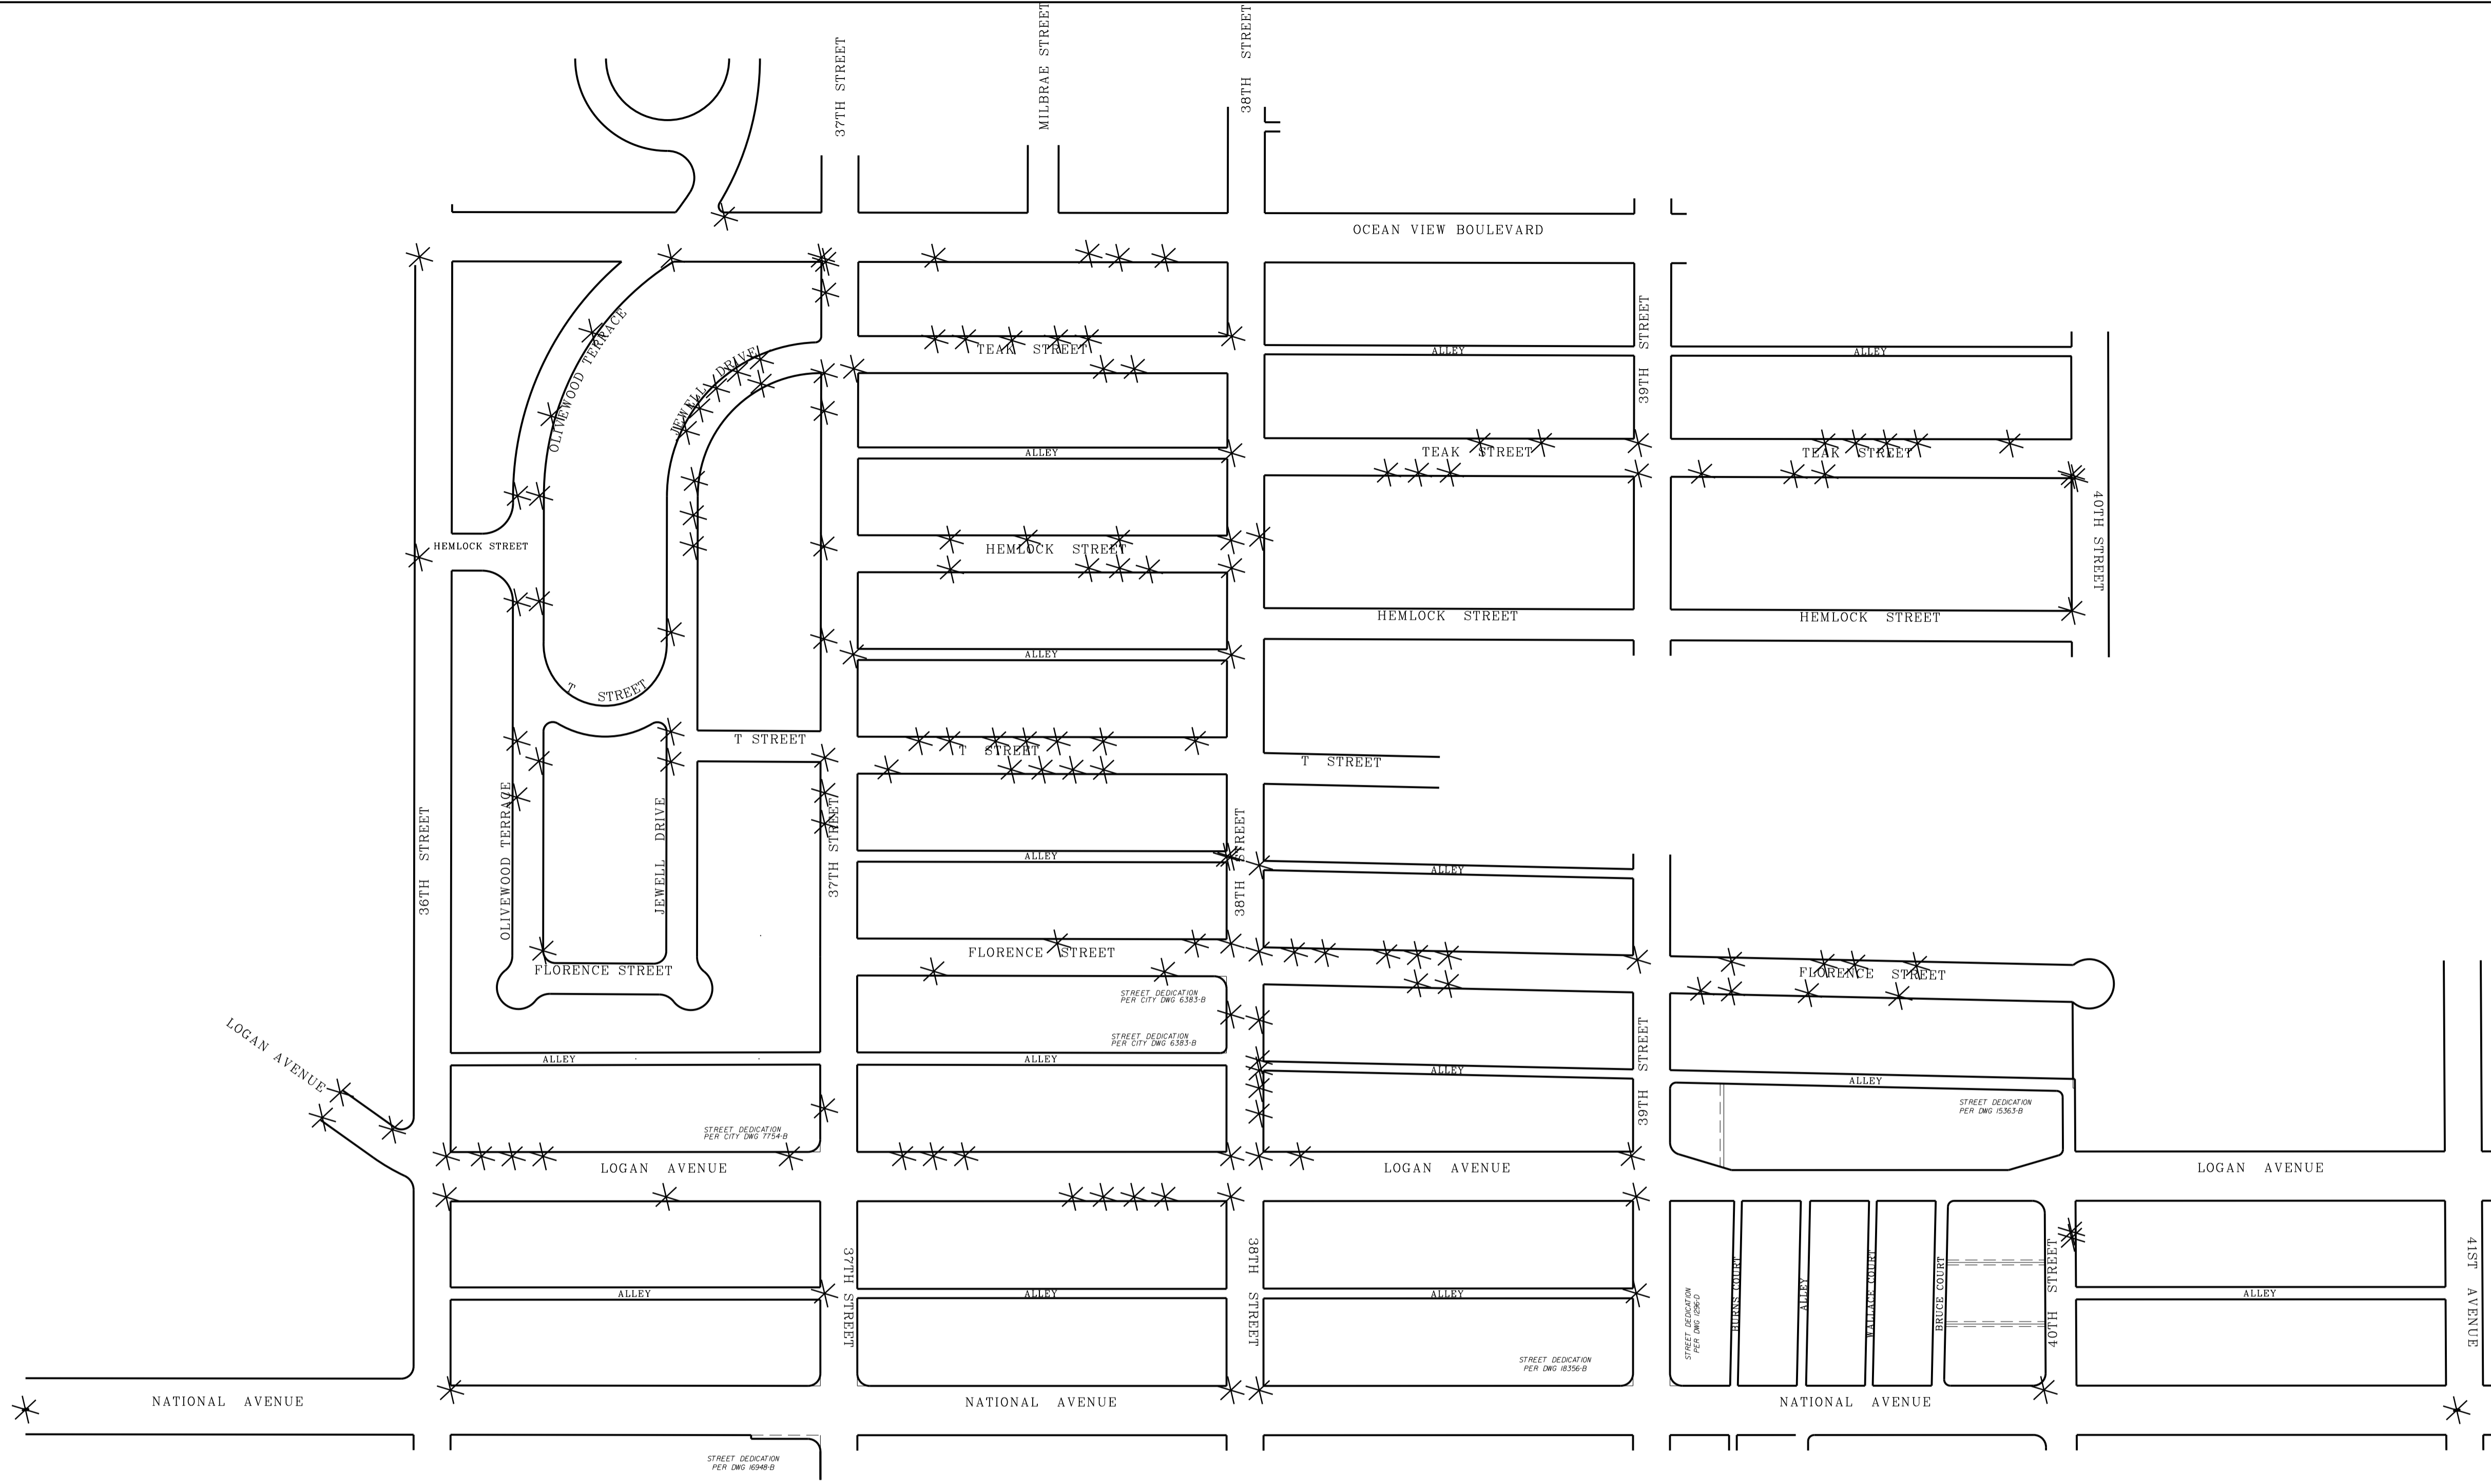 37TH STREET
MILBRAE STREET
38TH STREET
OCEAN VIEW BOULEVARD
OLIVEWOOD TERRACE
JEWELL DRIVE
TEAK STREET
ALLEY
39TH STREET
ALLEY
ALLEY
TEAK STREET
TEAK STREET
40TH STREET
HEMLOCK STREET
HEMLOCK STREET
HEMLOCK STREET
HEMLOCK STREET
ALLEY
T STREET
T STREET
T STREET
T STREET
36TH STREET
OLIVEWOOD TERRACE
JEWELL DRIVE
37TH STREET
ALLEY
38TH STREET
ALLEY
FLORENCE STREET
FLORENCE STREET
FLORENCE STREET
STREET DEDICATION
PER CITY DWG 6383-B
STREET DEDICATION
PER CITY DWG 6383-B
LOGAN AVENUE
ALLEY
ALLEY
ALLEY
39TH STREET
ALLEY
STREET DEDICATION
PER DWG 15363-B
STREET DEDICATION
PER CITY DWG 7754-B
LOGAN AVENUE
LOGAN AVENUE
LOGAN AVENUE
37TH STREET
38TH STREET
ALLEY
ALLEY
ALLEY
STREET DEDICATION
PER DWG 11296-D
BURNS COURT
ALLEY
WALLACE COURT
BRUCE COURT
40TH STREET
ALLEY
41ST AVENUE
STREET DEDICATION
PER DWG 18356-B
NATIONAL AVENUE
NATIONAL AVENUE
NATIONAL AVENUE
STREET DEDICATION
PER DWG 16948-B